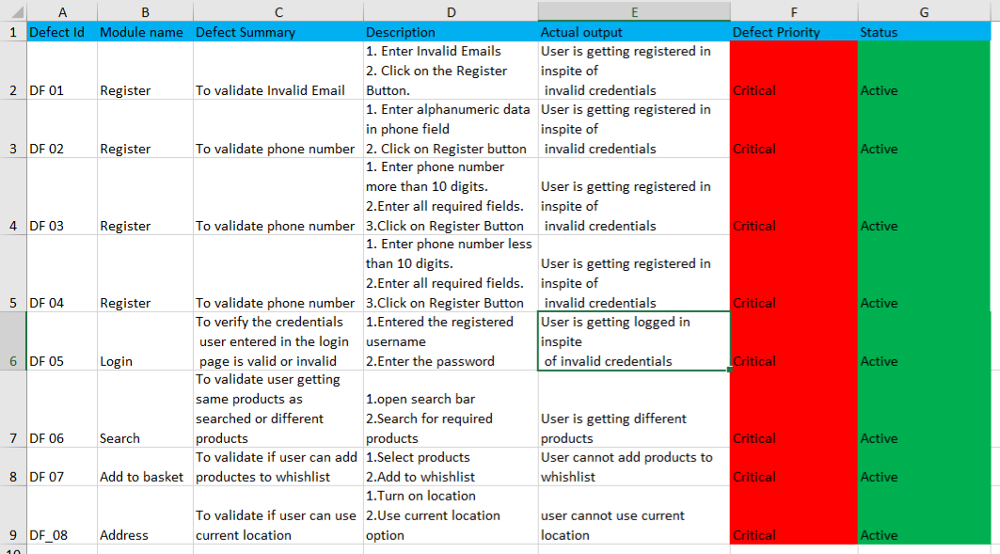 A B C D E F G
1 Defect Id Module name Defect Summary Description Actual output Defect Priority Status
1. Enter Invalid Emails User is getting registered in
2. Click on the Register inspite of
2 DF 01 Register To validate Invalid Email Button. invalid credentials Critical Active
1. Enter alphanumeric data User is getting registered in
in phone field inspite of
3 DF 02 Register To validate phone number 2. Click on Register button invalid credentials Critical Active
1. Enter phone number
more than 10 digits. User is getting registered in
2.Enter all required fields. inspite of
4 DF 03 Register To validate phone number 3.Click on Register Button invalid credentials Critical Active
1. Enter phone number less
than 10 digits. User is getting registered in
2.Enter all required fields. inspite of
5 DF 04 Register To validate phone number 3.Click on Register Button invalid credentials Critical Active
To verify the credentials 1.Entered the registered User is getting logged in
user entered in the login username inspite
6 DF 05 Login page is valid or invalid 2.Enter the password of invalid credentials Critical Active
To validate user getting
same products as 1.open search bar
searched or different 2.Search for required User is getting different
7 DF 06 Search products products products Critical Active
To validate if user can add 1.Select products User cannot add products to
8 DF 07 Add to basket productes to whishlist 2.Add to whishlist whishlist Critical Active
1.Turn on location
To validate if user can use 2.Use current location user cannot use current
9 DF_08 Address current location option location Critical Active
10